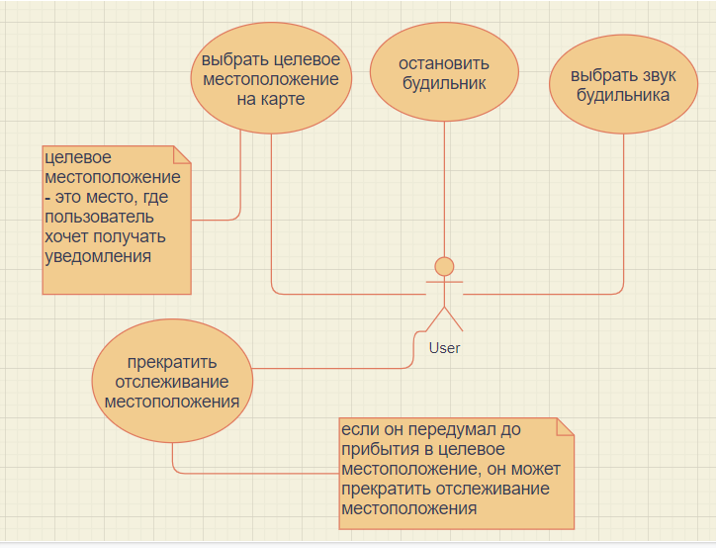 выбрать целевое
местоположение
на карте
остановить
будильник
выбрать звук
будильника
целевое
местоположение
- это место, где
пользователь
хочет получать
уведомления
User
прекратить
отслеживание
местоположения
если он передумал до
прибытия в целевое
местоположение, он может
прекратить отслеживание
местоположения